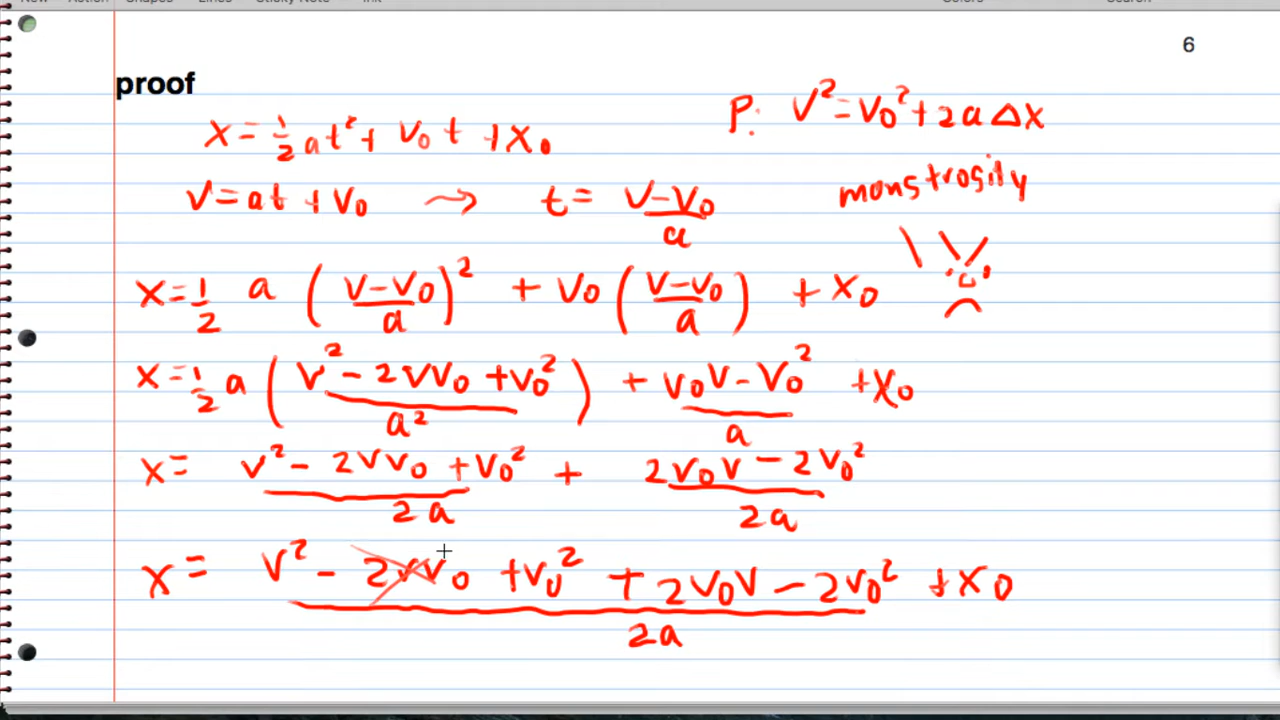 6
proof
x = 1/2 at² + v₀t + x₀
P: v² = v₀² + 2aΔx
v = at + v₀ → t = (v - v₀)/a
monstrosity
x = 1/2 a ((v - v₀)/a)² + v₀ ((v - v₀)/a) + x₀
x = 1/2 a ((v² - 2vv₀ + v₀²)/a²) + (v₀v - v₀²)/a + x₀
x = (v² - 2vv₀ + v₀²)/2a + (2v₀v - 2v₀²)/2a
x = (v² - 2vv₀ + v₀² + 2v₀v - 2v₀²)/2a + x₀